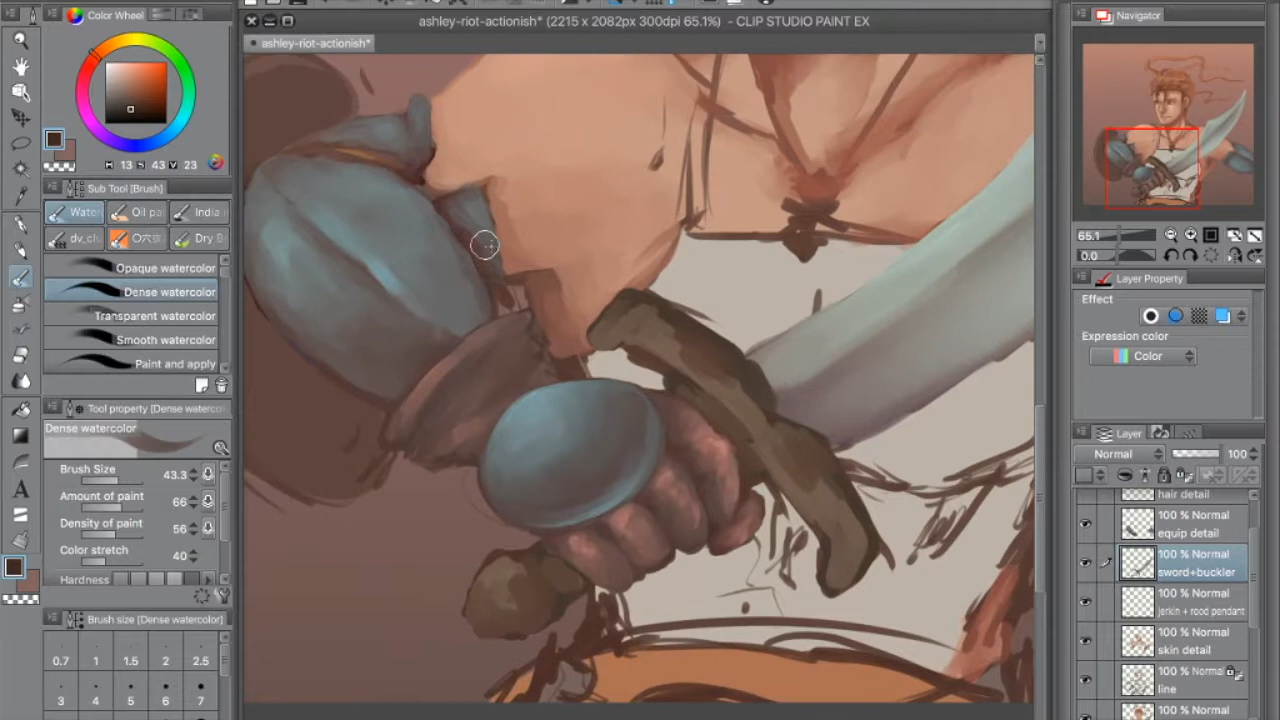 Color Wheel
ashley-riot-actionish* (2215 x 2082px 300dpi 65.1%) - CLIP STUDIO PAINT EX
ashley-riot-actionish*
H 13 S 43 V 23
Sub Tool [Brush]
Water
Oil pa
India i
dv_clu
Dry B
Opaque watercolor
Dense watercolor
Transparent watercolor
Smooth watercolor
Paint and apply
Tool property [Dense waterco
Dense watercolor
Brush Size 43.3
Amount of paint 66
Density of paint 56
Color stretch 40
Hardness
Brush size [Dense watercolor]
0.7 1 1.5 2 2.5
3 4 5 6 7
Navigator
65.1
0.0
Layer Property
Effect
Expression color
Color
Layer
Normal 100
hair detail
100 % Normal
equip detail
100 % Normal
sword+buckler
100 % Normal
jerkin + rood pendant
100 % Normal
skin detail
100 % Normal
line
100 % Normal